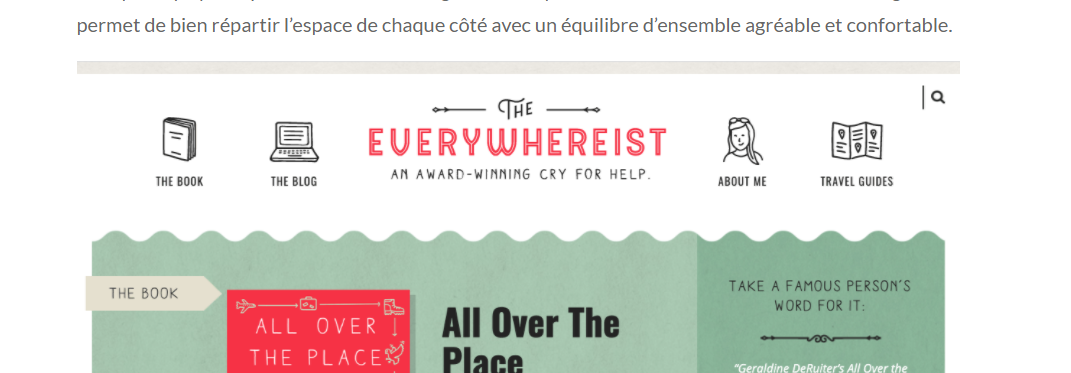 permet de bien répartir l’espace de chaque côté avec un équilibre d’ensemble agréable et confortable.
THE
EVERYWHEREIST
AN AWARD-WINNING CRY FOR HELP.
THE BOOK
THE BLOG
ABOUT ME
TRAVEL GUIDES
THE BOOK
ALL OVER
THE PLACE
All Over The
Place
TAKE A FAMOUS PERSON'S
WORD FOR IT:
“Geraldine DeRuiter's All Over the